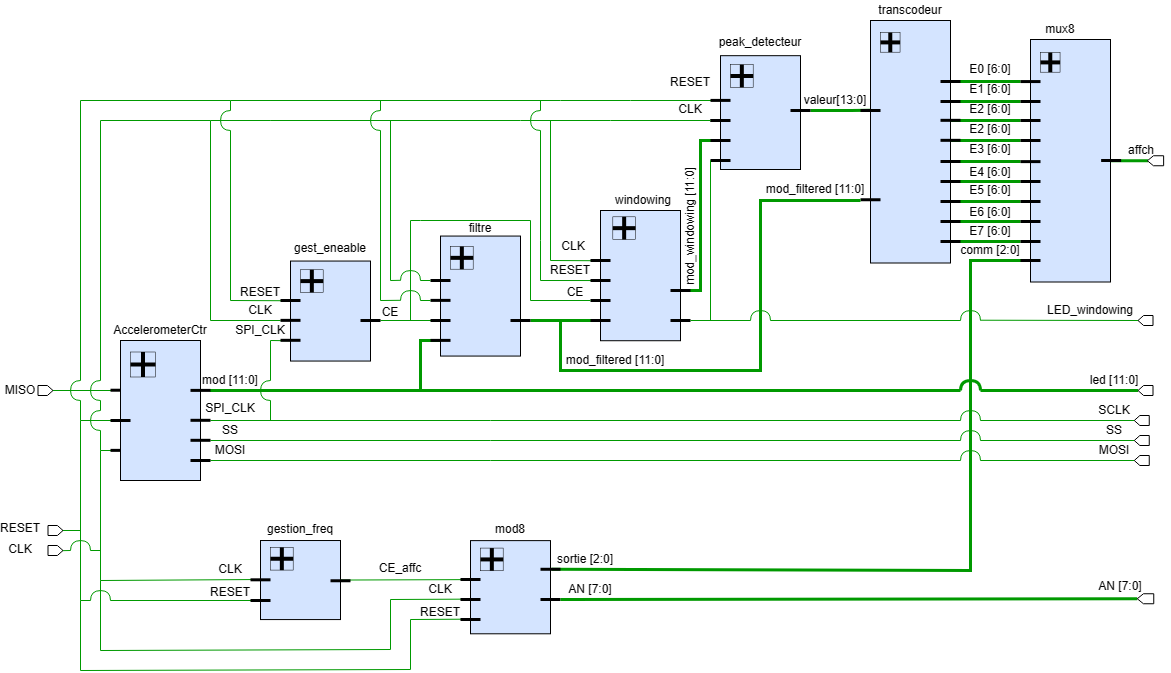 transcodeur
mux8
peak_detecteur
E0 [6:0]
RESET
E1 [6:0]
valeur[13:0]
CLK
E2 [6:0]
E2 [6:0]
E3 [6:0]
affch
E4 [6:0]
mod_filtered [11:0]
E5 [6:0]
mod_windowing [11:0]
windowing
E6 [6:0]
filtre
E7 [6:0]
gest_eneable
CLK
comm [2:0]
RESET
RESET
CE
CLK
CE
LED_windowing
AccelerometerCtr
SPI_CLK
mod_filtered [11:0]
MISO
mod [11:0]
led [11:0]
SPI_CLK
SCLK
SS
SS
MOSI
MOSI
RESET
gestion_freq
mod8
CLK
sortie [2:0]
CLK
CE_affc
RESET
CLK
AN [7:0]
AN [7:0]
RESET